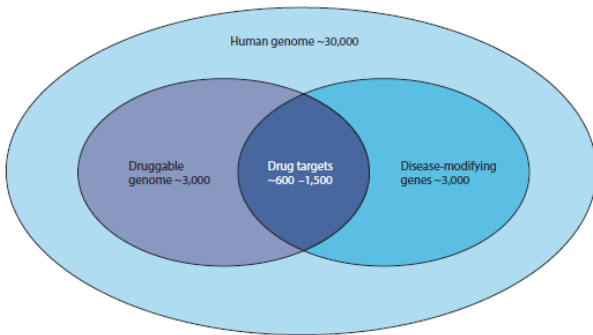 Human genome ~30,000
Druggable
genome ~3,000
Drug targets
~600 –1,500
Disease-modifying
genes ~3,000